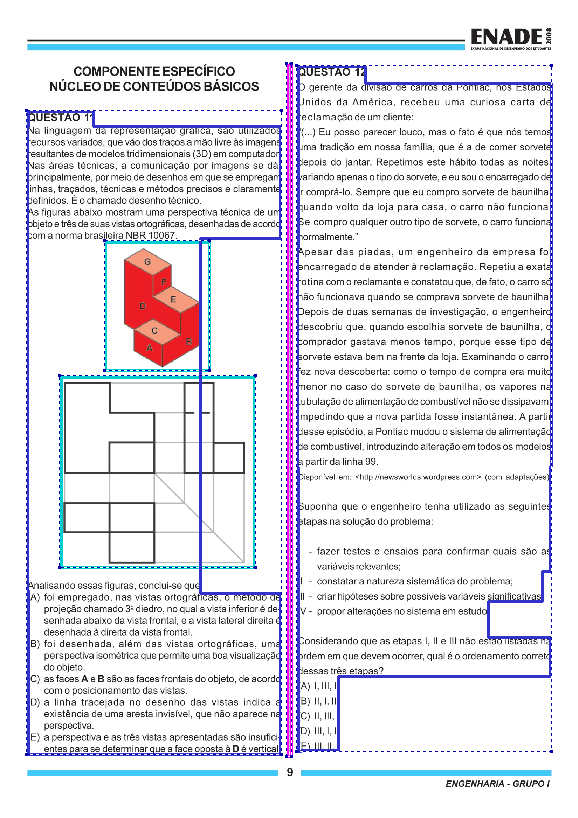 ENADE 2008
EXAME NACIONAL DE DESEMPENHO DOS ESTUDANTES
COMPONENTE ESPECÍFICO
NÚCLEO DE CONTEÚDOS BÁSICOS
QUESTÃO 11
Na linguagem da representação gráfica, são utilizados
recursos variados, que vão dos traços a mão livre às imagens
resultantes de modelos tridimensionais (3D) em computador.
Nas áreas técnicas, a comunicação por imagens se dá,
principalmente, por meio de desenhos em que se empregam
linhas, traçados, técnicas e métodos precisos e claramente
definidos. É o chamado desenho técnico.
As figuras abaixo mostram uma perspectiva técnica de um
objeto e três de suas vistas ortográficas, desenhadas de acordo
com a norma brasileira NBR 10067.
G
F
E
D
C
B
A
Analisando essas figuras, conclui-se que
A) foi empregado, nas vistas ortográficas, o método de
projeção chamado 3º diedro, no qual a vista inferior é de-
senhada abaixo da vista frontal, e a vista lateral direita é
desenhada à direita da vista frontal.
B) foi desenhada, além das vistas ortográficas, uma
perspectiva isométrica que permite uma boa visualização
do objeto.
C) as faces A e B são as faces frontais do objeto, de acordo
com o posicionamento das vistas.
D) a linha tracejada no desenho das vistas indica a
existência de uma aresta invisível, que não aparece na
perspectiva.
E) a perspectiva e as três vistas apresentadas são insufici-
entes para se determinar que a face oposta à D é vertical.
QUESTÃO 12
O gerente da divisão de carros da Pontiac, nos Estados
Unidos da América, recebeu uma curiosa carta de
reclamação de um cliente:
“(...) Eu posso parecer louco, mas o fato é que nós temos
uma tradição em nossa família, que é a de comer sorvete
depois do jantar. Repetimos este hábito todas as noites,
variando apenas o tipo do sorvete, e eu sou o encarregado de
ir comprá-lo. Sempre que eu compro sorvete de baunilha,
quando volto da loja para casa, o carro não funciona.
Se compro qualquer outro tipo de sorvete, o carro funciona
normalmente.”
Apesar das piadas, um engenheiro da empresa foi
encarregado de atender à reclamação. Repetiu a exata
rotina com o reclamante e constatou que, de fato, o carro só
não funcionava quando se comprava sorvete de baunilha.
Depois de duas semanas de investigação, o engenheiro
descobriu que, quando escolhia sorvete de baunilha, o
comprador gastava menos tempo, porque esse tipo de
sorvete estava bem na frente da loja. Examinando o carro,
fez nova descoberta: como o tempo de compra era muito
menor no caso do sorvete de baunilha, os vapores na
tubulação de alimentação de combustível não se dissipavam,
impedindo que a nova partida fosse instantânea. A partir
desse episódio, a Pontiac mudou o sistema de alimentação
de combustível, introduzindo alteração em todos os modelos
a partir da linha 99.
Disponível em: <http://newsworlds.wordpress.com> (com adaptações).
Suponha que o engenheiro tenha utilizado as seguintes
etapas na solução do problema:
- fazer testes e ensaios para confirmar quais são as
variáveis relevantes;
II - constatar a natureza sistemática do problema;
III - criar hipóteses sobre possíveis variáveis significativas;
IV - propor alterações no sistema em estudo.
Considerando que as etapas I, II e III não estão listadas na
ordem em que devem ocorrer, qual é o ordenamento correto
dessas três etapas?
A) I, III, I
B) II, I, II
C) II, III,
D) III, I, I
E) III, II,
9
ENGENHARIA - GRUPO I